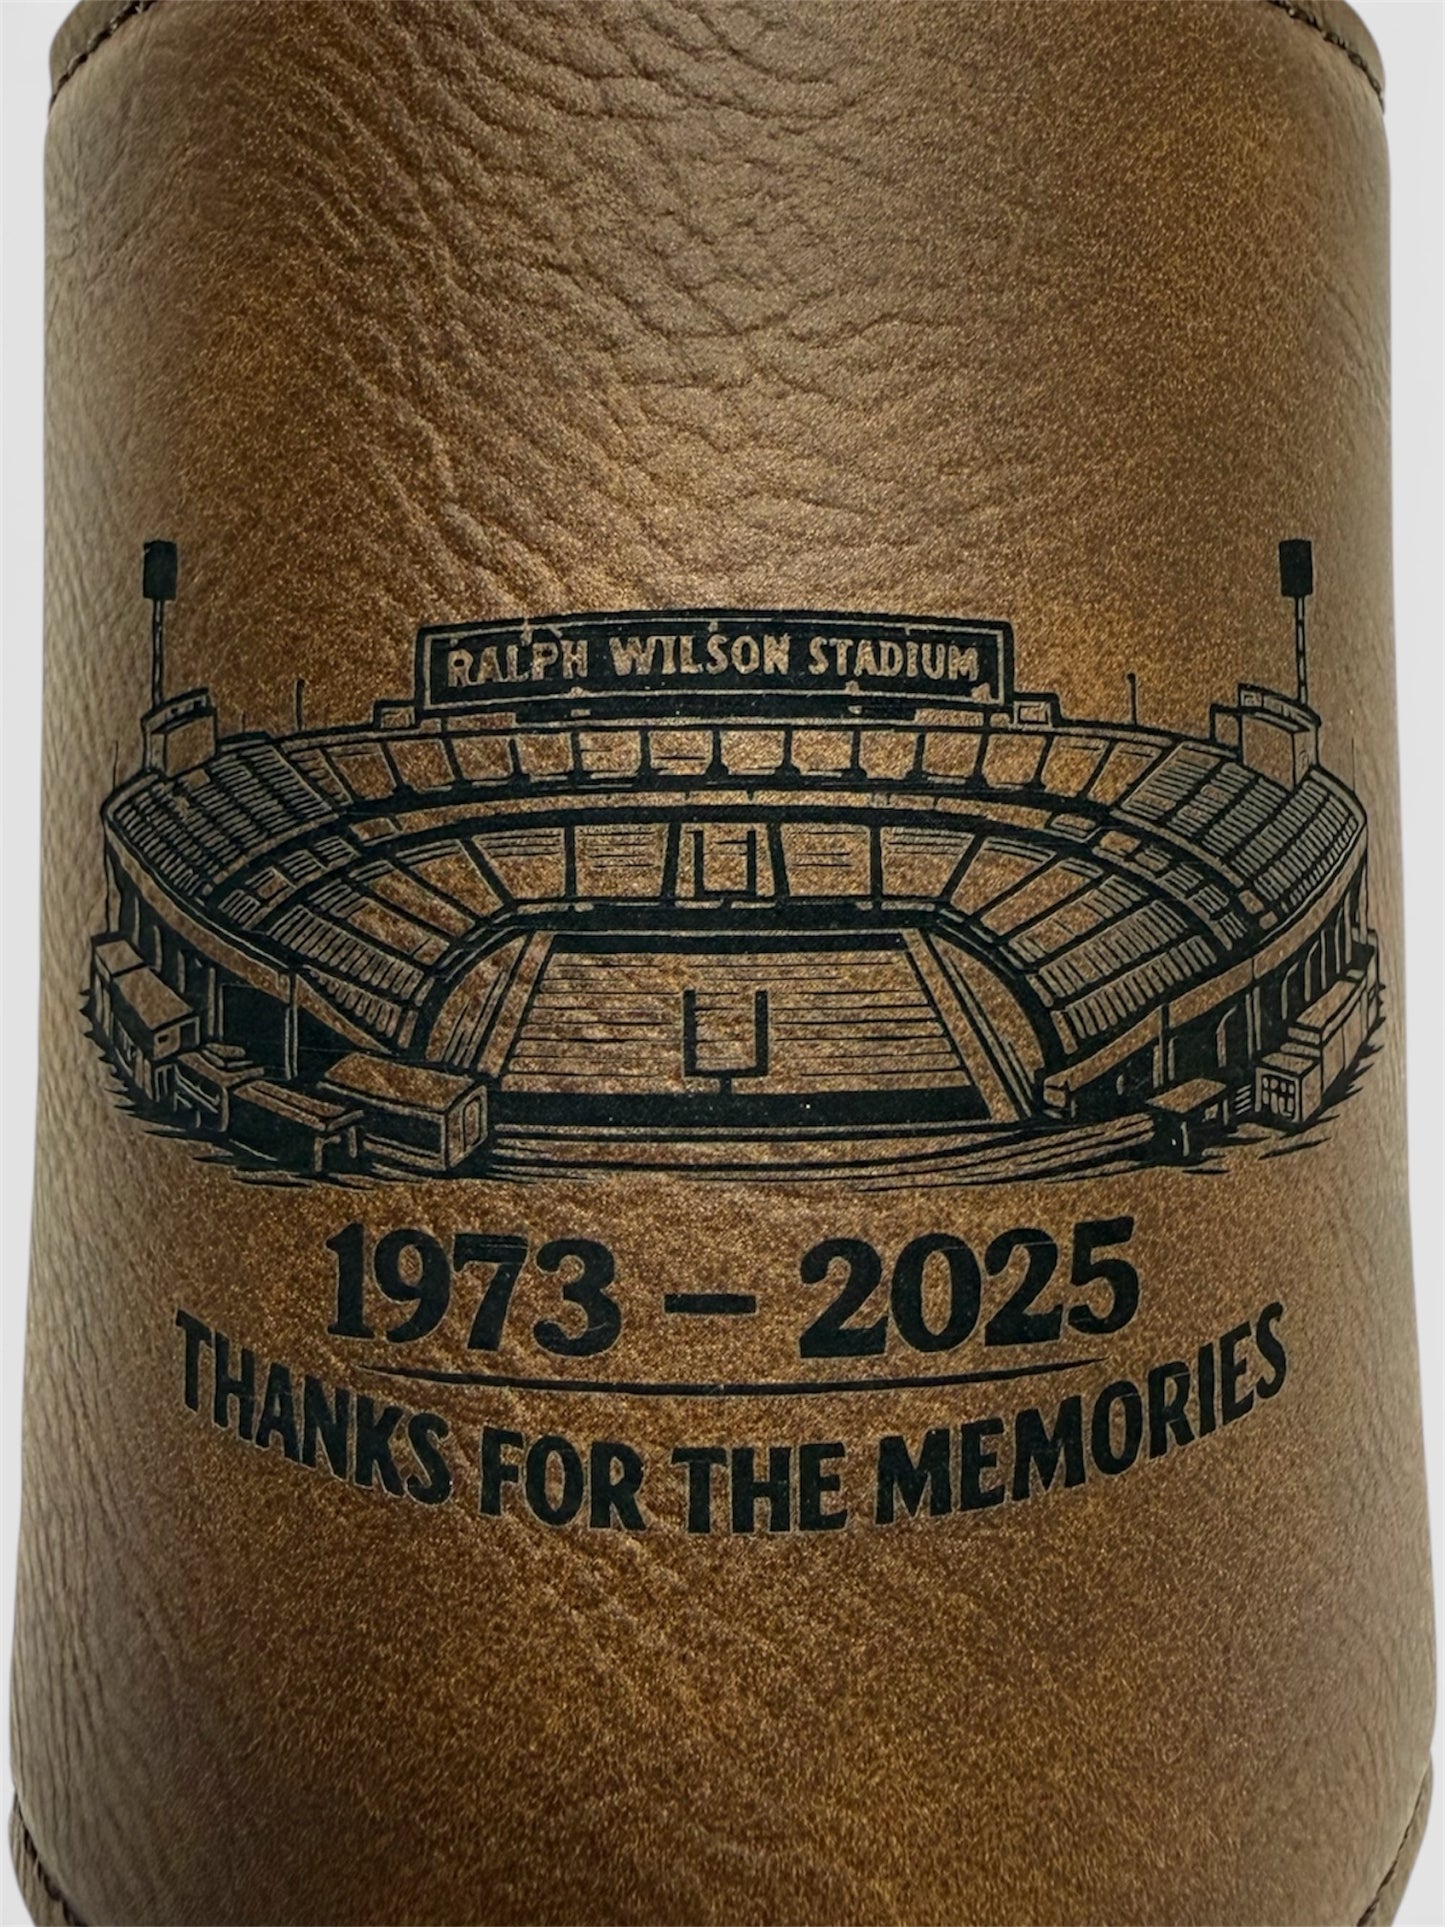 RALPH WILSON STADIUM
1973 – 2025
THANKS FOR THE MEMORIES